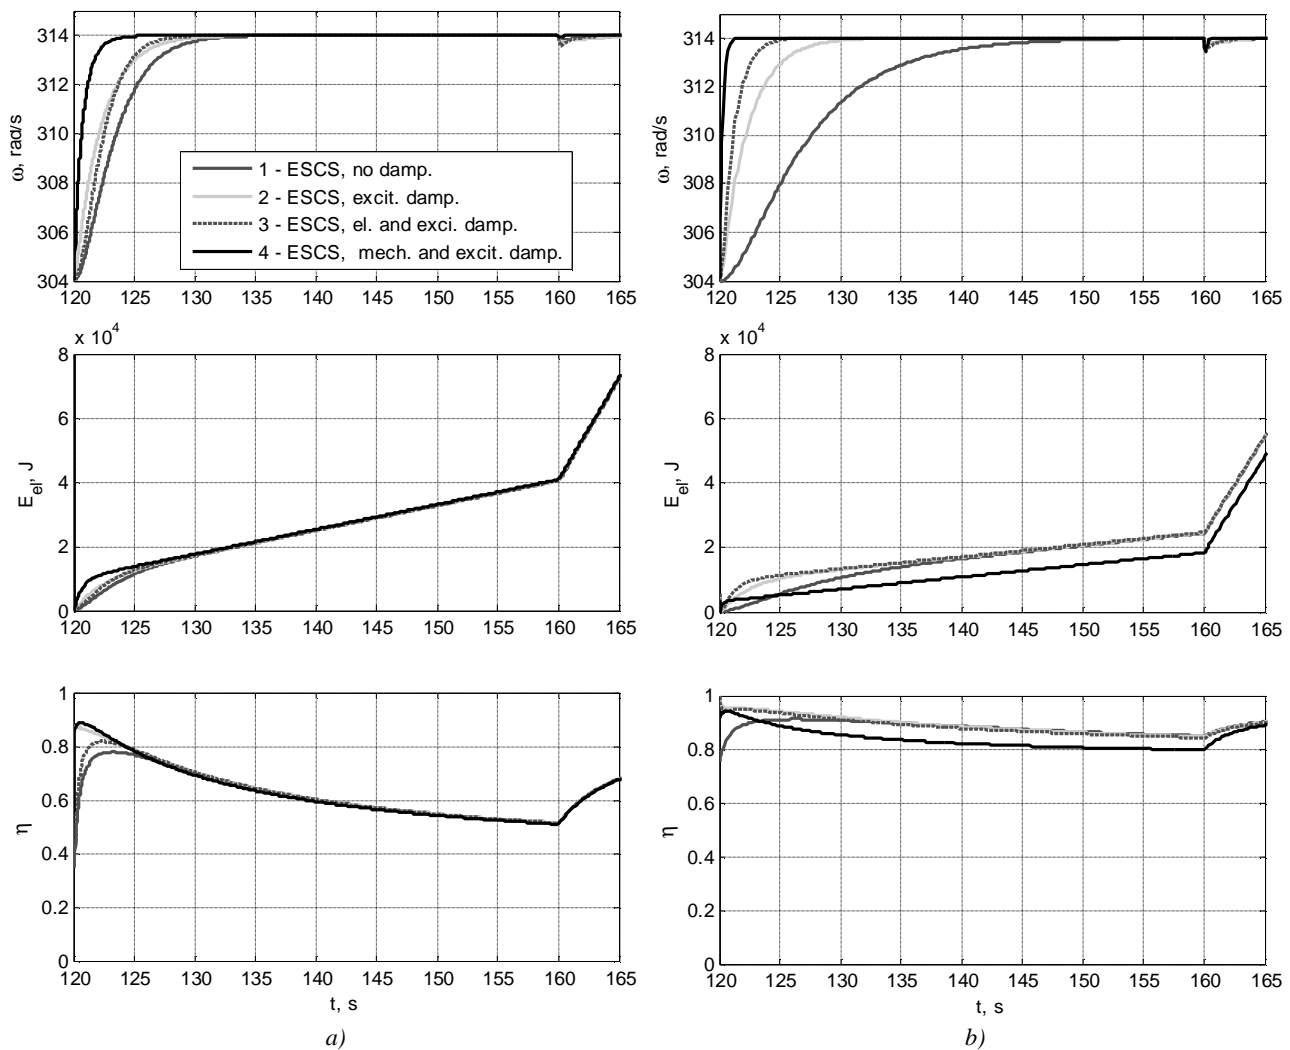 314
312
310
308
306
304
ω, rad/s
1 - ESCS, no damp.
2 - ESCS, excit. damp.
3 - ESCS, el. and exci. damp.
4 - ESCS, mech. and excit. damp.
120 125 130 135 140 145 150 155 160 165
314
312
310
308
306
304
ω, rad/s
120 125 130 135 140 145 150 155 160 165
x 10^4
8
6
4
2
0
E_el, J
120 125 130 135 140 145 150 155 160 165
x 10^4
8
6
4
2
0
E_el, J
120 125 130 135 140 145 150 155 160 165
1
0.8
0.6
0.4
0.2
0
η
120 125 130 135 140 145 150 155 160 165
t, s
a)
1
0.8
0.6
0.4
0.2
0
η
120 125 130 135 140 145 150 155 160 165
t, s
b)